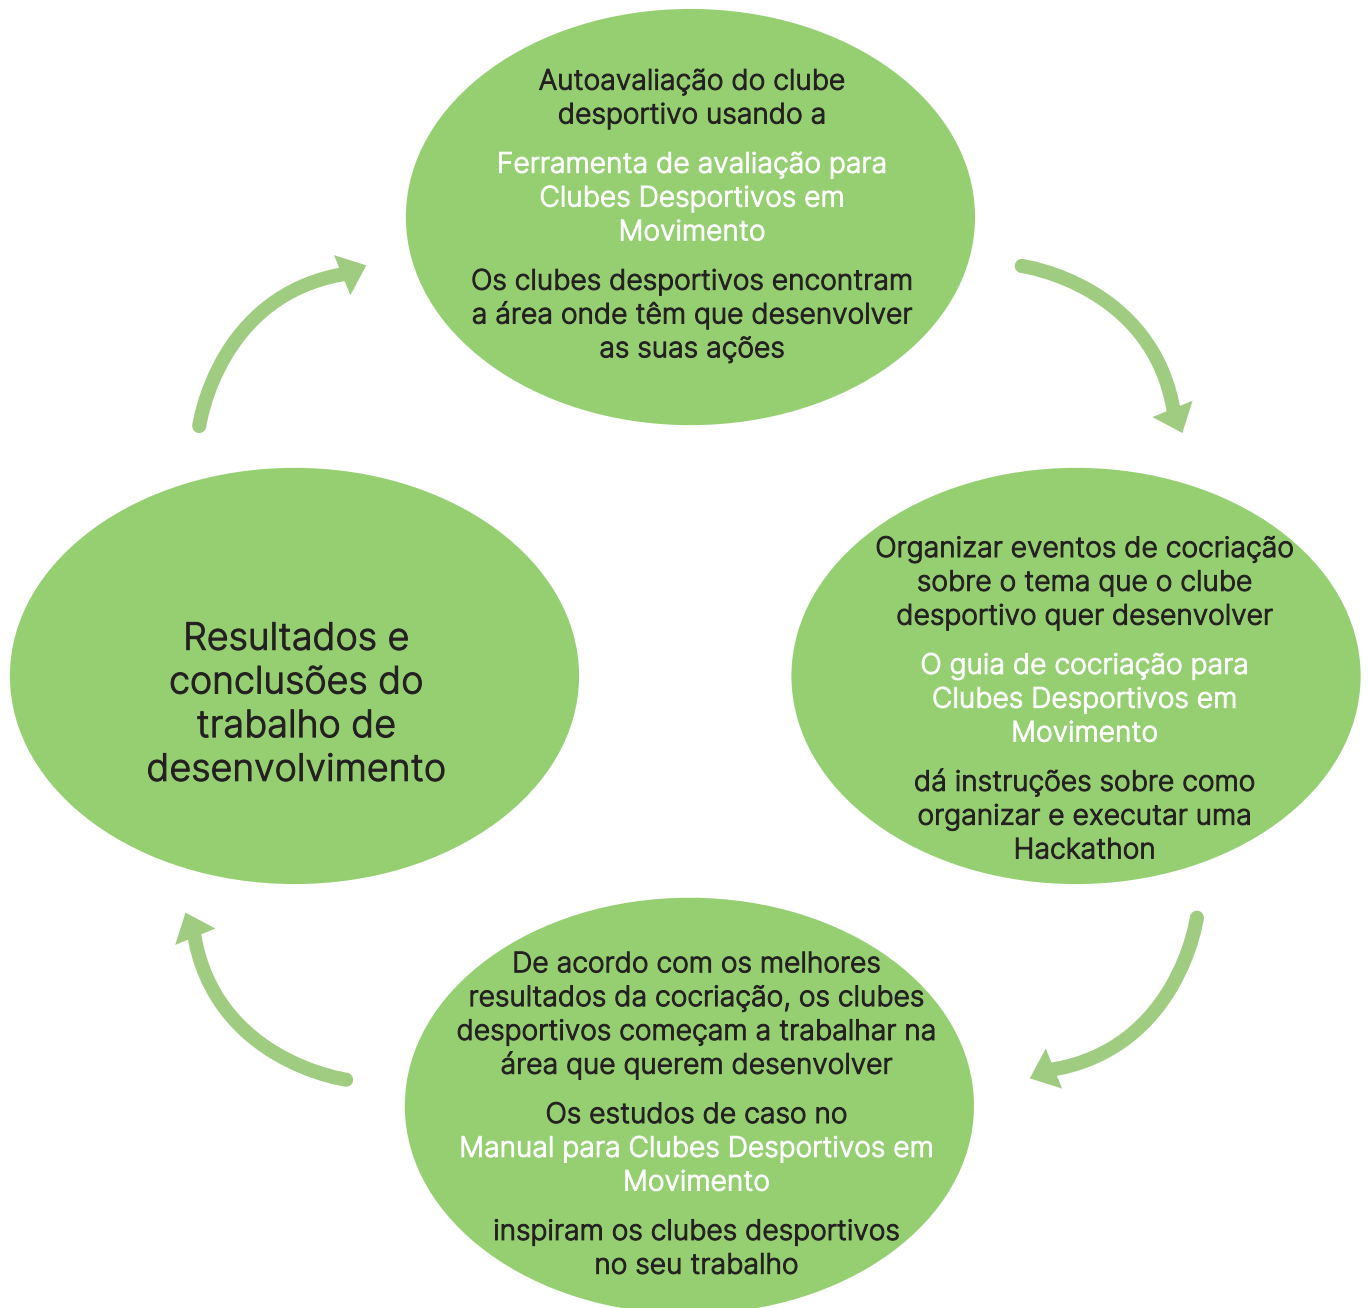 Autoavaliação do clube
desportivo usando a
Ferramenta de avaliação para
Clubes Desportivos em
Movimento
Os clubes desportivos encontram
a área onde têm que desenvolver
as suas ações
Organizar eventos de cocriação
sobre o tema que o clube
desportivo quer desenvolver
O guia de cocriação para
Clubes Desportivos em
Movimento
dá instruções sobre como
organizar e executar uma
Hackathon
De acordo com os melhores
resultados da cocriação, os clubes
desportivos começam a trabalhar na
área que querem desenvolver
Os estudos de caso no
Manual para Clubes Desportivos em
Movimento
inspiram os clubes desportivos
no seu trabalho
Resultados e
conclusões do
trabalho de
desenvolvimento